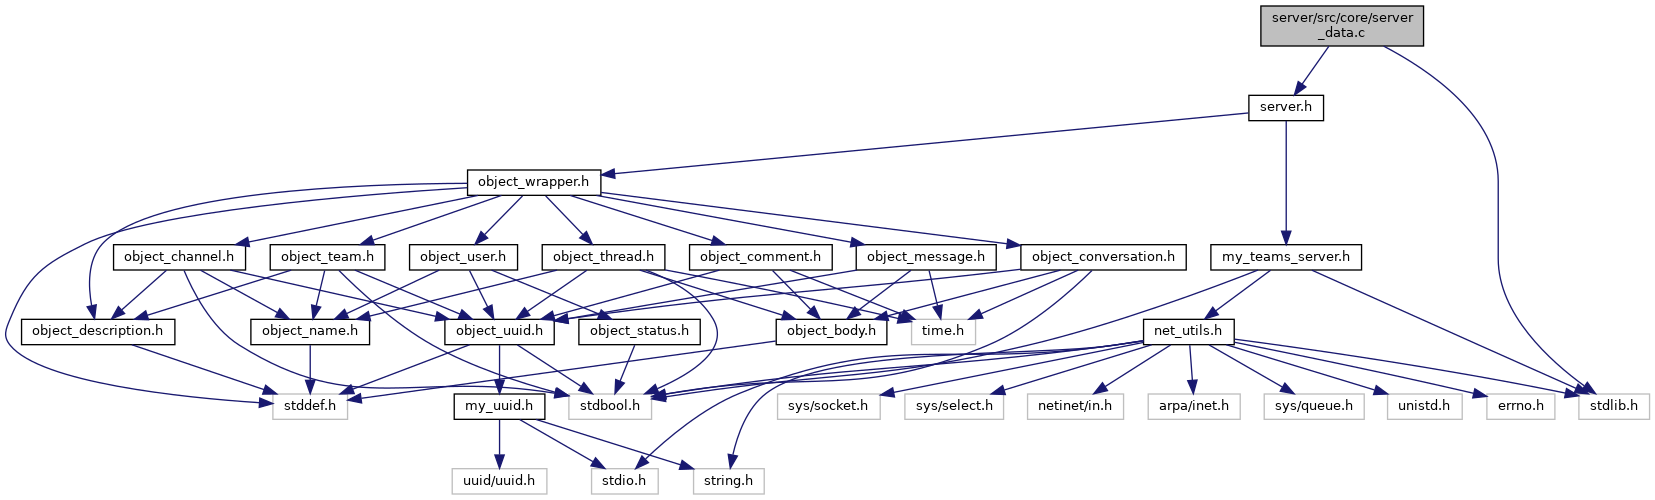 server/src/core/server
_data.c
server.h
object_wrapper.h
object_channel.h
object_team.h
object_user.h
object_thread.h
object_comment.h
object_message.h
object_conversation.h
my_teams_server.h
object_description.h
object_name.h
object_uuid.h
object_status.h
object_body.h
time.h
net_utils.h
stddef.h
my_uuid.h
stdbool.h
sys/socket.h
sys/select.h
netinet/in.h
arpa/inet.h
sys/queue.h
unistd.h
errno.h
stdlib.h
uuid/uuid.h
stdio.h
string.h